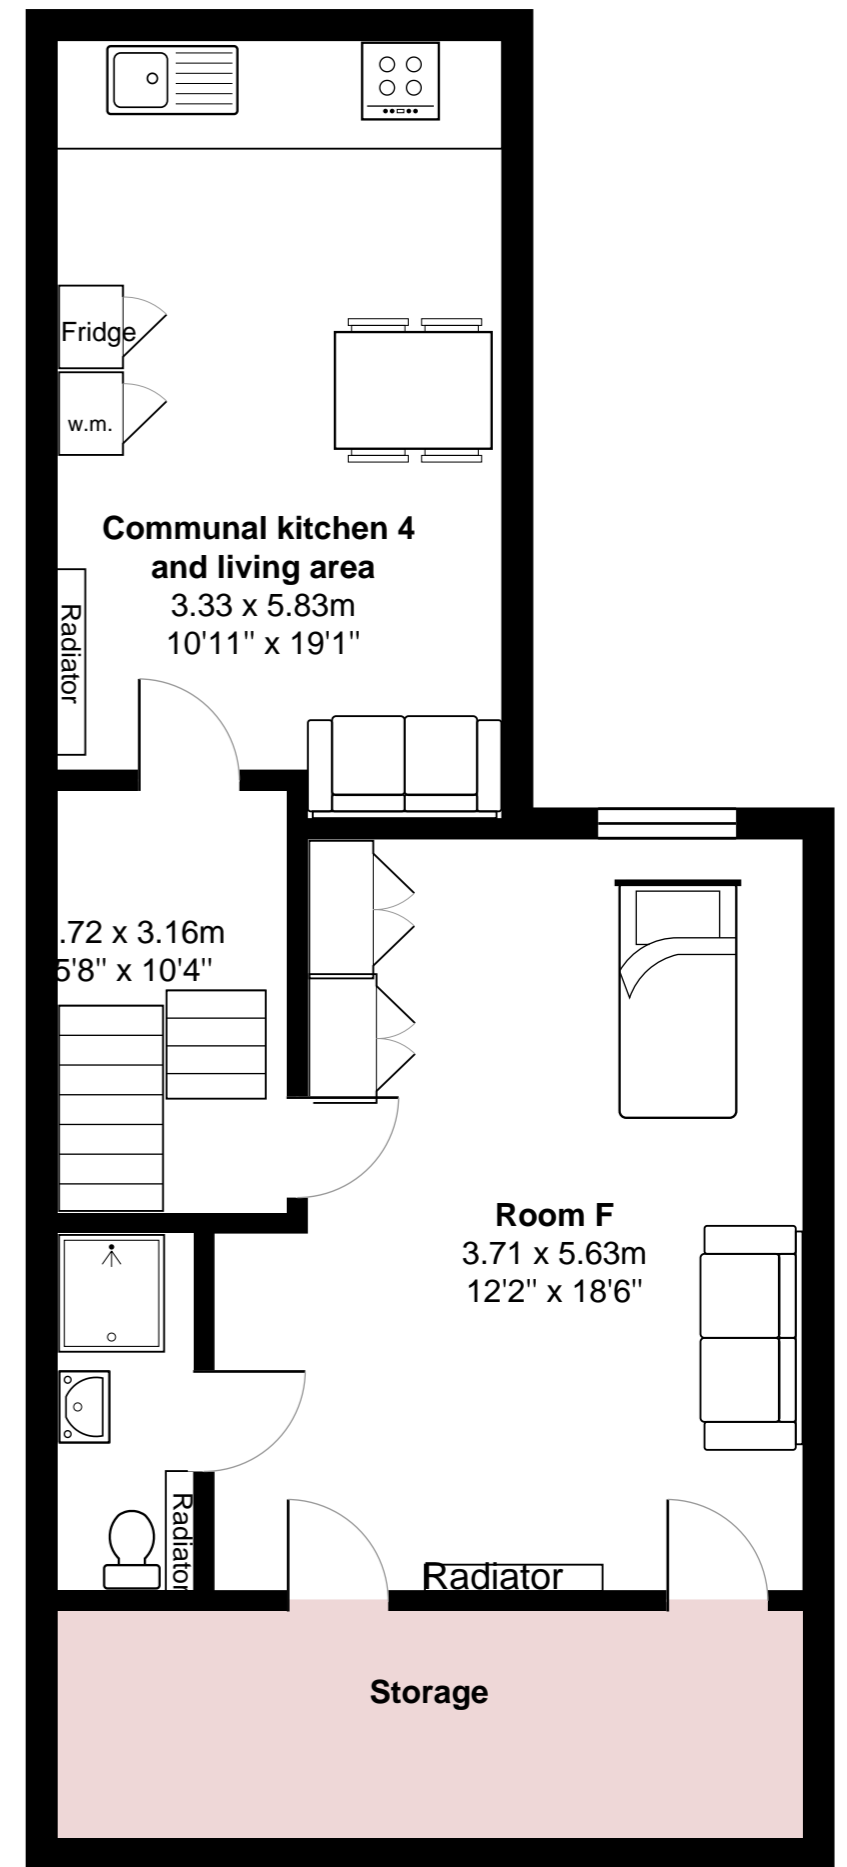 Fridge
w.m.
Communal kitchen 4
and living area
3.33 x 5.83m
10'11" x 19'1"
Radiator
.72 x 3.16m
5'8" x 10'4"
Room F
3.71 x 5.63m
12'2" x 18'6"
Radiator
Radiator
Storage